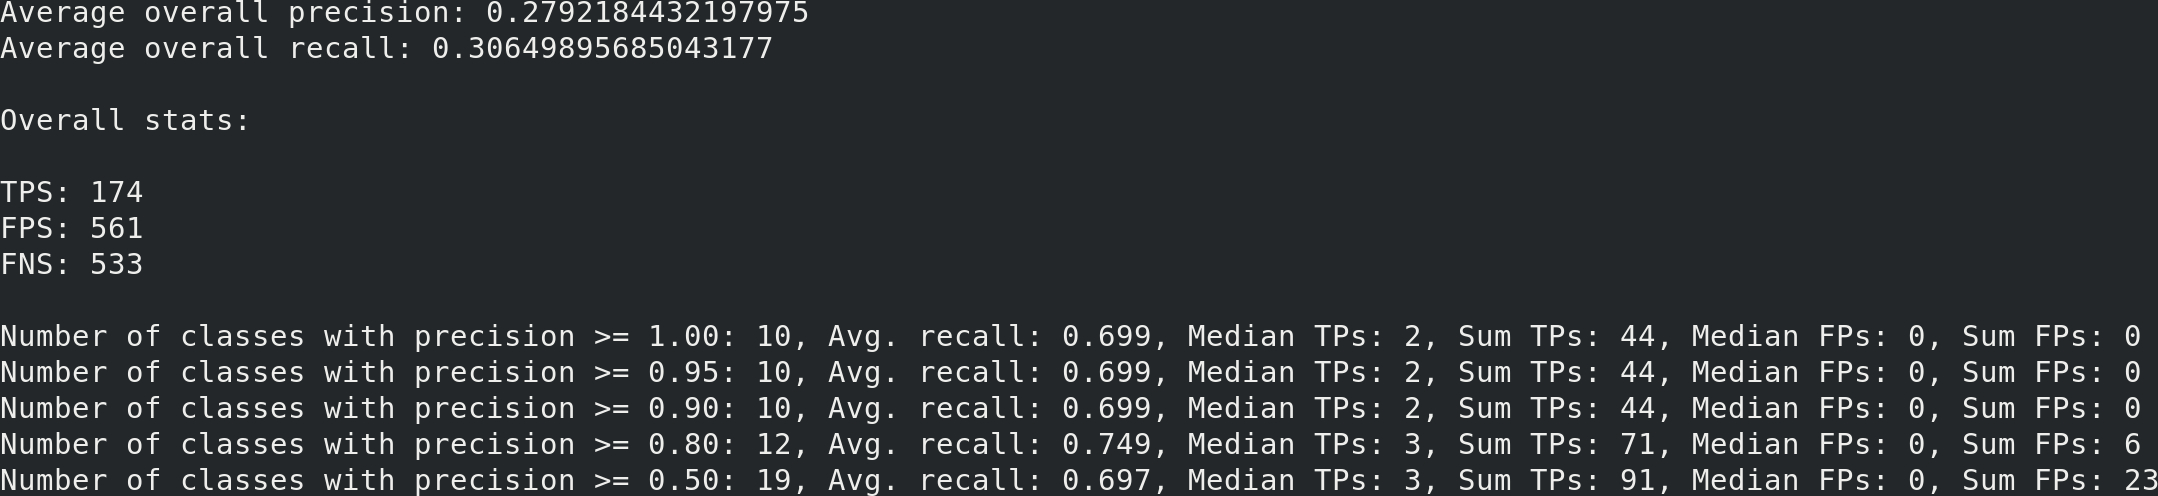 Average overall precision: 0.2792184432197975
Average overall recall: 0.30649895685043177
Overall stats:
TPS: 174
FPS: 561
FNS: 533
Number of classes with precision >= 1.00: 10, Avg. recall: 0.699, Median TPs: 2, Sum TPs: 44, Median FPs: 0, Sum FPs: 0
Number of classes with precision >= 0.95: 10, Avg. recall: 0.699, Median TPs: 2, Sum TPs: 44, Median FPs: 0, Sum FPs: 0
Number of classes with precision >= 0.90: 10, Avg. recall: 0.699, Median TPs: 2, Sum TPs: 44, Median FPs: 0, Sum FPs: 0
Number of classes with precision >= 0.80: 12, Avg. recall: 0.749, Median TPs: 3, Sum TPs: 71, Median FPs: 0, Sum FPs: 6
Number of classes with precision >= 0.50: 19, Avg. recall: 0.697, Median TPs: 3, Sum TPs: 91, Median FPs: 0, Sum FPs: 23